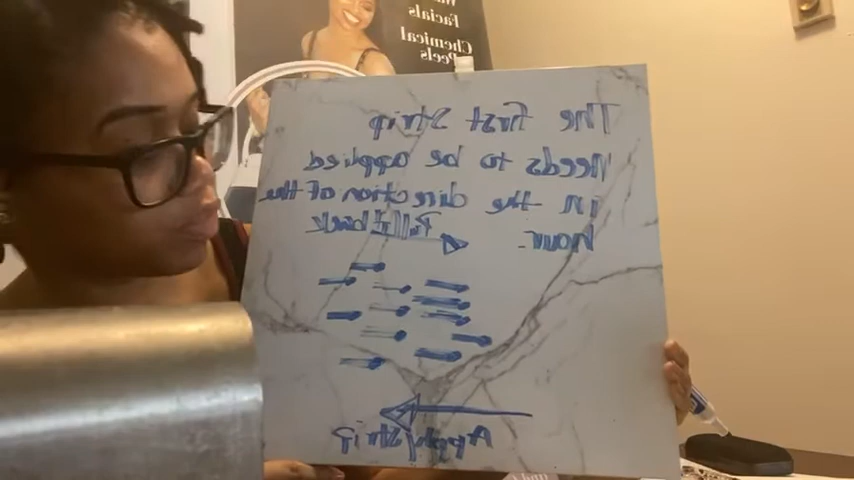 Facials
Chemical
Peels
The first Strip
Needs to be applied
in the direction of the
hair.
Pull it back
Apply Strip